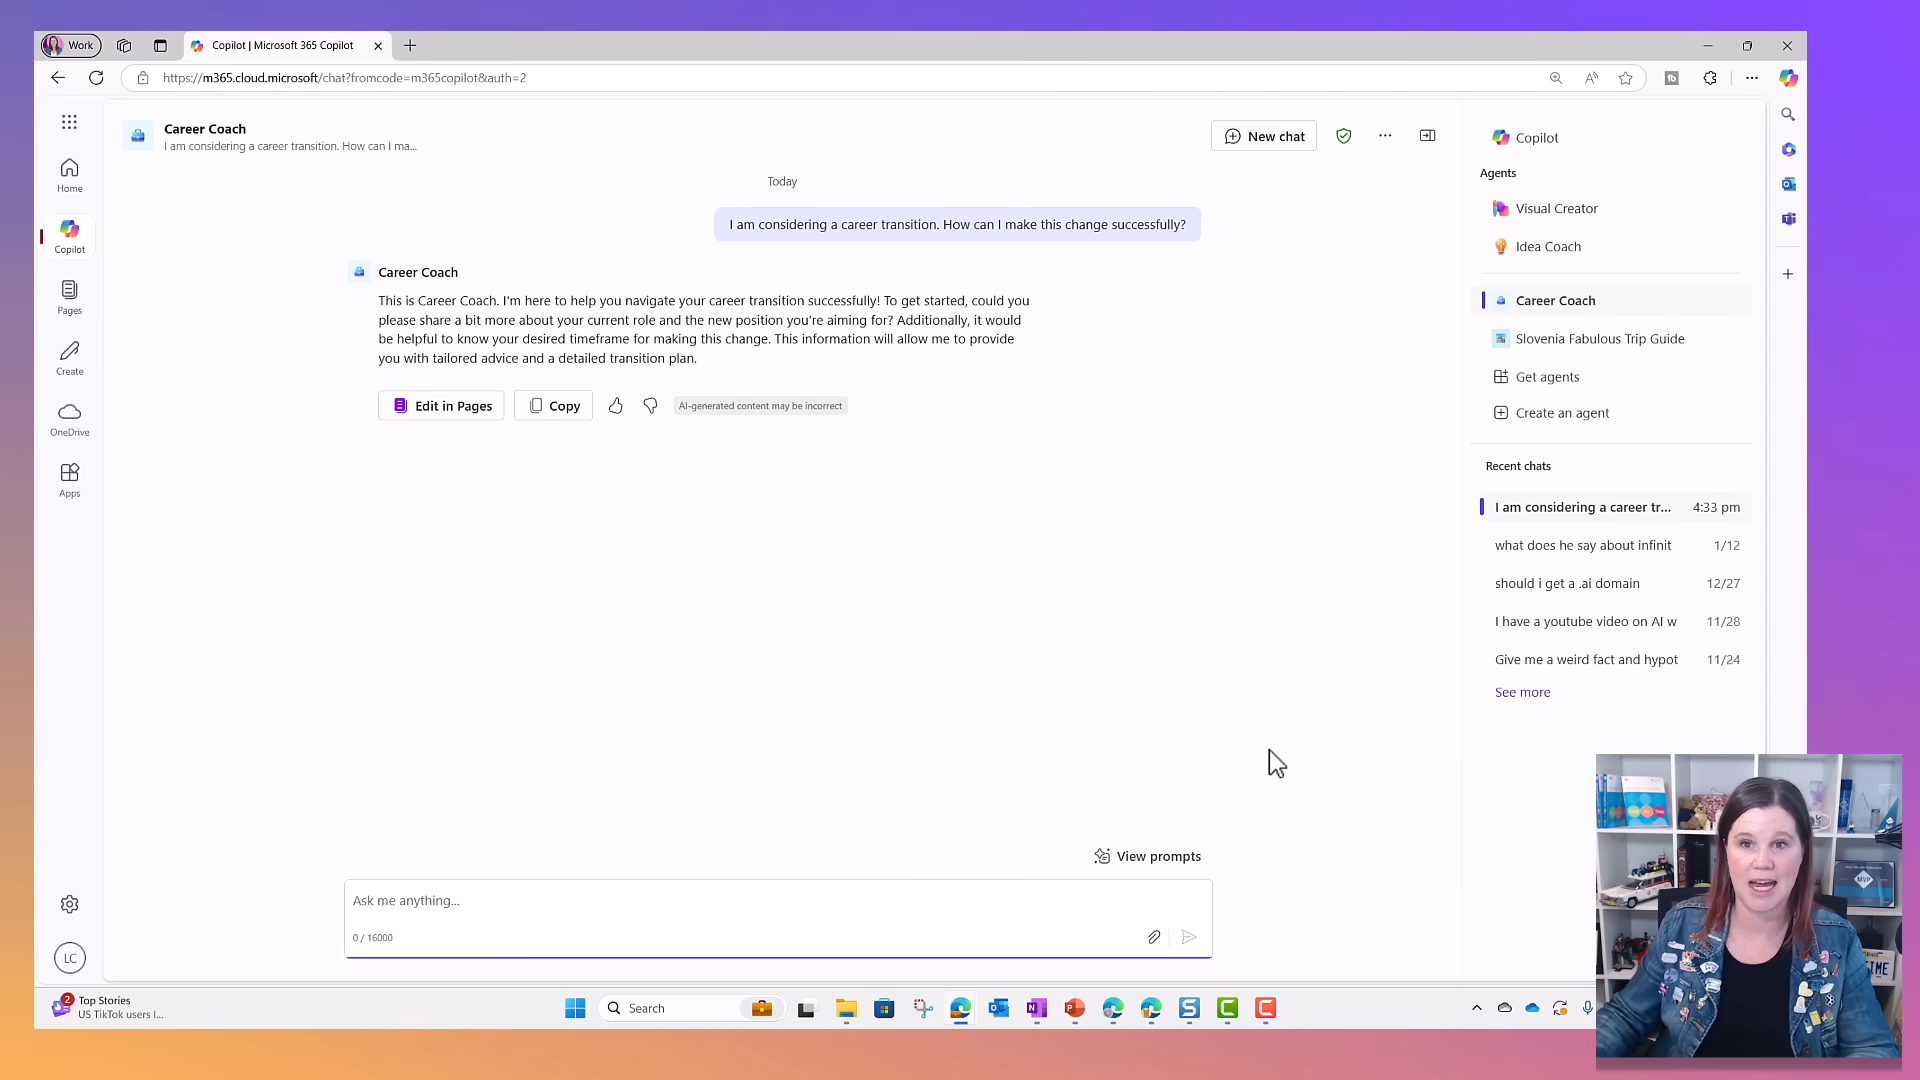 Work
Copilot | Microsoft 365 Copilot
https://m365.cloud.microsoft/chat?fromcode=m365copilot&auth=2
Home
Copilot
Pages
Create
OneDrive
Apps
LC
Career Coach
I am considering a career transition. How can I ma...
New chat
Today
I am considering a career transition. How can I make this change successfully?
Career Coach
This is Career Coach. I'm here to help you navigate your career transition successfully! To get started, could you
please share a bit more about your current role and the new position you're aiming for? Additionally, it would
be helpful to know your desired timeframe for making this change. This information will allow me to provide
you with tailored advice and a detailed transition plan.
Edit in Pages
Copy
AI-generated content may be incorrect
View prompts
Ask me anything...
0 / 16000
Copilot
Agents
Visual Creator
Idea Coach
Career Coach
Slovenia Fabulous Trip Guide
Get agents
Create an agent
Recent chats
I am considering a career tr... 4:33 pm
what does he say about infinit 1/12
should i get a .ai domain 12/27
I have a youtube video on AI w 11/28
Give me a weird fact and hypot 11/24
See more
2
Top Stories
US TikTok users l...
Search
MVP